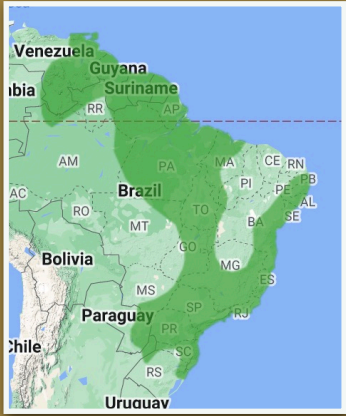 Venezuela
Guyana
bia
Suriname
RR
AP
AM
PA
MA
CE
RN
PI
PB
PE
AC
Brazil
AL
RO
TO
SE
BA
MT
GO
Bolivia
MG
ES
MS
SP
RJ
Paraguay
PR
Chile
SC
RS
Uruguay